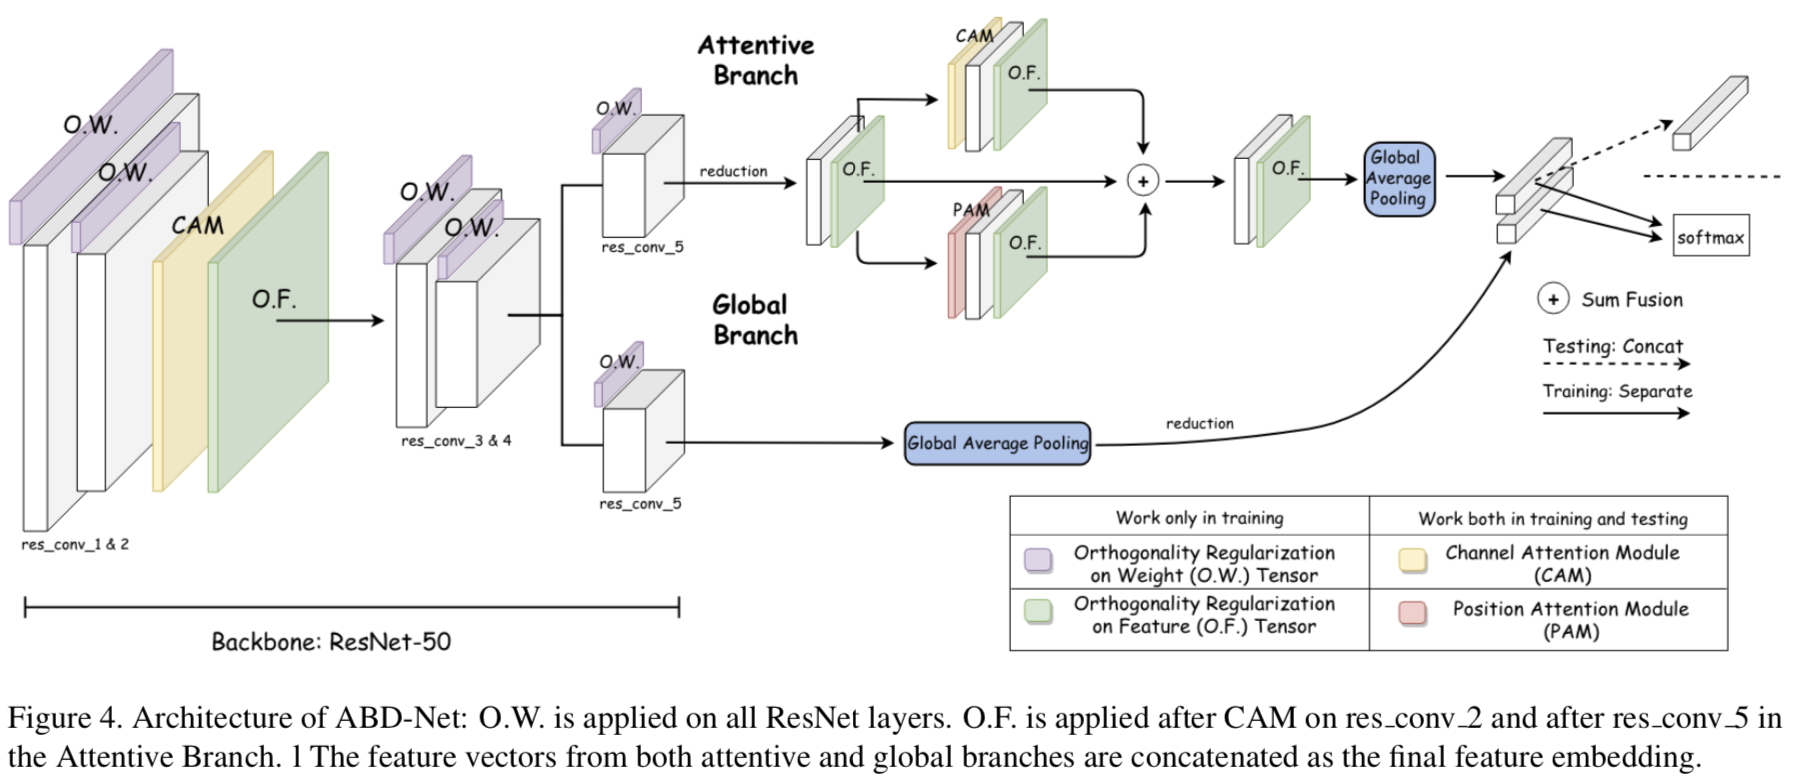 O.W.
O.W.
CAM
O.F.
res_conv_1 & 2
Backbone: ResNet-50
O.W.
O.W.
res_conv_3 & 4
Attentive
Branch
O.W.
res_conv_5
reduction
O.F.
CAM
O.F.
PAM
O.F.
+
O.F.
Global
Average
Pooling
softmax
Global
Branch
O.W.
res_conv_5
Global Average Pooling
reduction
+ Sum Fusion
Testing: Concat
Training: Separate
Work only in training
Work both in training and testing
Orthogonality Regularization
on Weight (O.W.) Tensor
Channel Attention Module
(CAM)
Orthogonality Regularization
on Feature (O.F.) Tensor
Position Attention Module
(PAM)
Figure 4. Architecture of ABD-Net: O.W. is applied on all ResNet layers. O.F. is applied after CAM on res_conv_2 and after res_conv_5 in
the Attentive Branch. l The feature vectors from both attentive and global branches are concatenated as the final feature embedding.